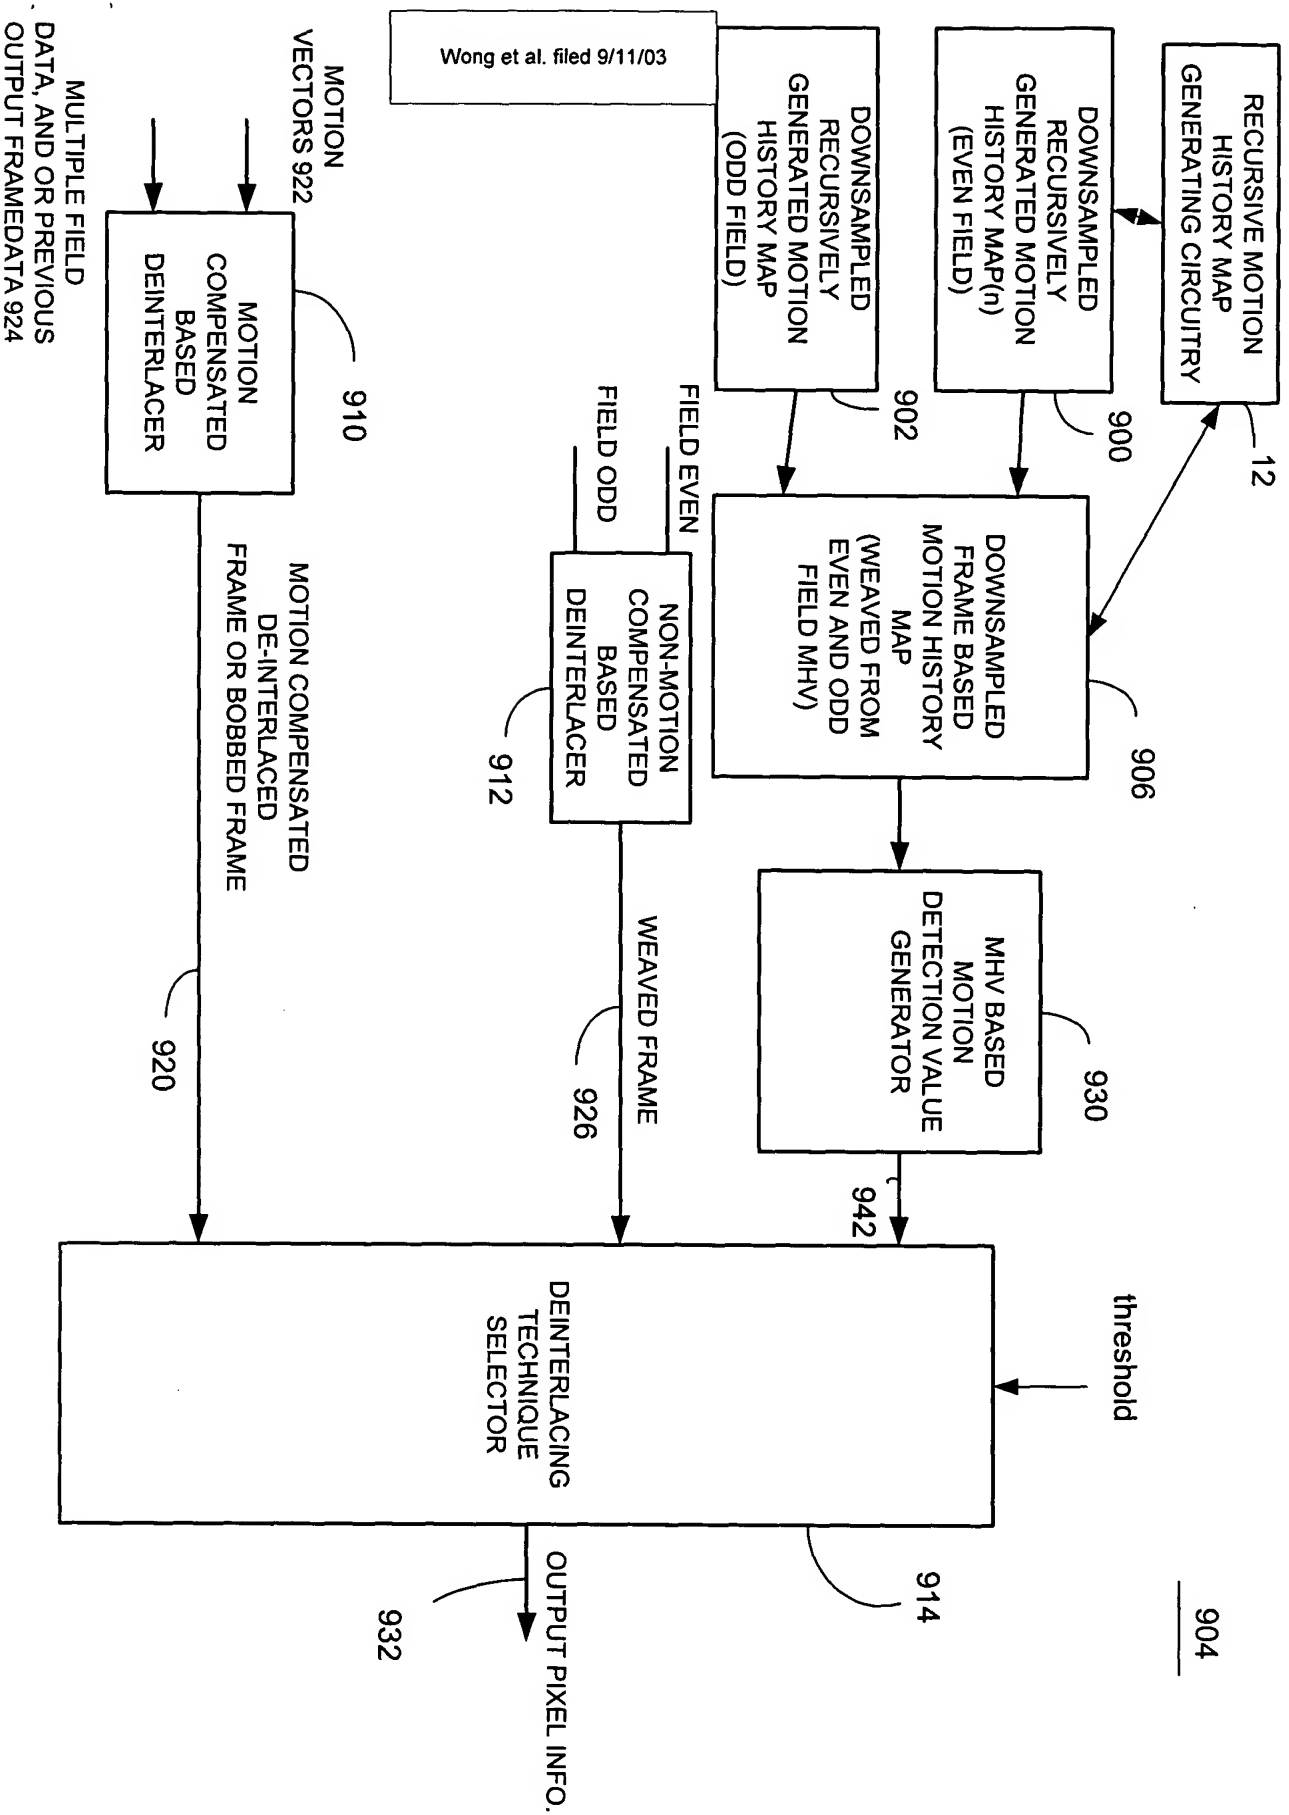 Wong et al. filed 9/11/03
904
RECURSIVE MOTION
HISTORY MAP
GENERATING CIRCUITRY
12
DOWNSAMPLED
RECURSIVELY
GENERATED MOTION
HISTORY MAP(n)
(EVEN FIELD)
900
DOWNSAMPLED
RECURSIVELY
GENERATED MOTION
HISTORY MAP
(ODD FIELD)
902
DOWNSAMPLED
FRAME BASED
MOTION HISTORY
MAP
(WEAVED FROM
EVEN AND ODD
FIELD MHV)
906
MHV BASED
MOTION
DETECTION VALUE
GENERATOR
930
942
threshold
FIELD EVEN
FIELD ODD
NON-MOTION
COMPENSATED
BASED
DEINTERLACER
912
WEAVED FRAME
926
DEINTERLACING
TECHNIQUE
SELECTOR
914
OUTPUT PIXEL INFO.
932
MOTION
VECTORS 922
MULTIPLE FIELD
DATA, AND OR PREVIOUS
OUTPUT FRAMEDATA 924
MOTION
COMPENSATED
BASED
DEINTERLACER
910
MOTION COMPENSATED
DE-INTERLACED
FRAME OR BOBBED FRAME
920